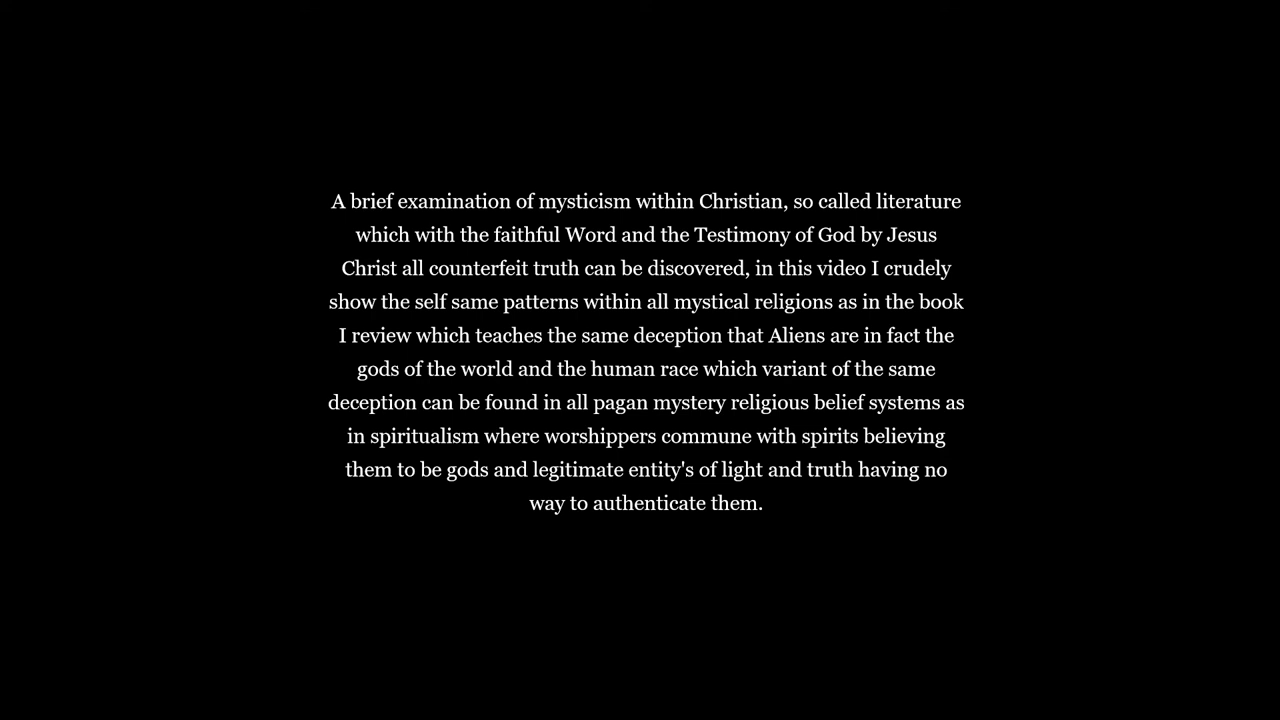 A brief examination of mysticism within Christian, so called literature
which with the faithful Word and the Testimony of God by Jesus
Christ all counterfeit truth can be discovered, in this video I crudely
show the self same patterns within all mystical religions as in the book
I review which teaches the same deception that Aliens are in fact the
gods of the world and the human race which variant of the same
deception can be found in all pagan mystery religious belief systems as
in spiritualism where worshippers commune with spirits believing
them to be gods and legitimate entity's of light and truth having no
way to authenticate them.